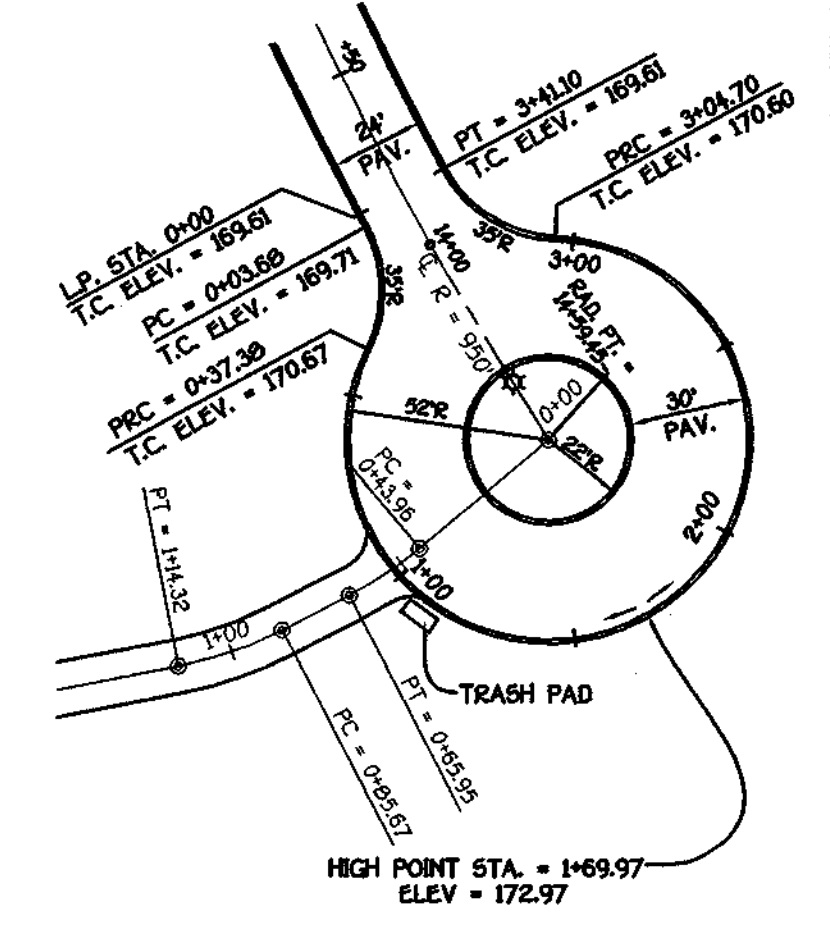 +50
24'
PAV.
PT = 3+41.10
T.C. ELEV. = 169.61
PRC = 3+04.70
T.C. ELEV. = 170.60
L.P. STA. 0+00
T.C. ELEV. = 169.61
PC = 0+03.68
T.C. ELEV. = 169.71
PRC = 0+37.38
T.C. ELEV. = 170.67
14+00
35'R
3+00
35'R
℄ R = 950'
RAD. PT. =
14+59.45
0+00
52'R
22'R
30'
PAV.
PC =
0+43.96
2+00
PT = 1+14.32
1+00
1+00
TRASH PAD
PT = 0+65.95
PC = 0+85.67
HIGH POINT STA. = 1+69.97
ELEV = 172.97